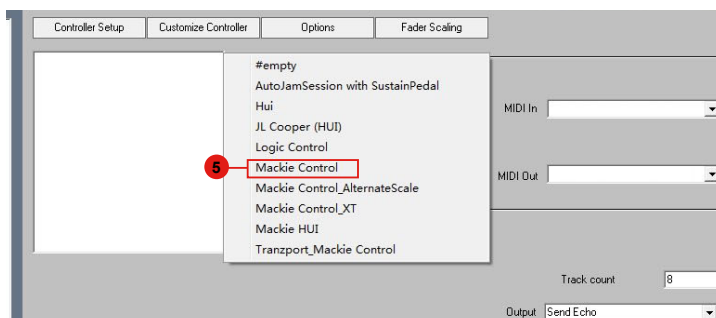 Controller Setup Customize Controller Options Fader Scaling
#empty
AutoJamSession with SustainPedal
Hui
MIDI In
JL Cooper (HUI)
Logic Control
5 Mackie Control
MIDI Out
Mackie Control_AlternateScale
Mackie Control_XT
Mackie HUI
Tranzport_Mackie Control
Track count 8
Output Send Echo